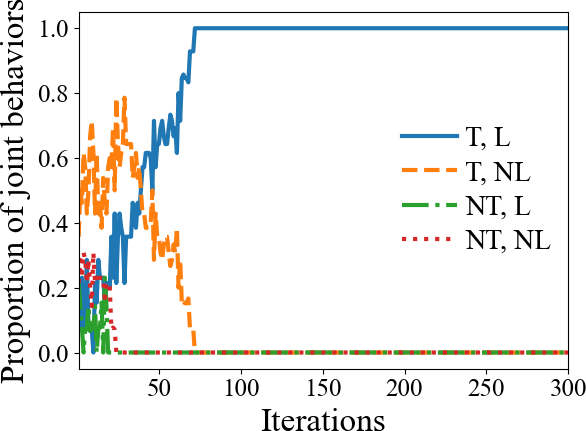 Proportion of joint behaviors
1.0
0.8
0.6
0.4
0.2
0.0
T, L
T, NL
NT, L
NT, NL
50 100 150 200 250 300
Iterations